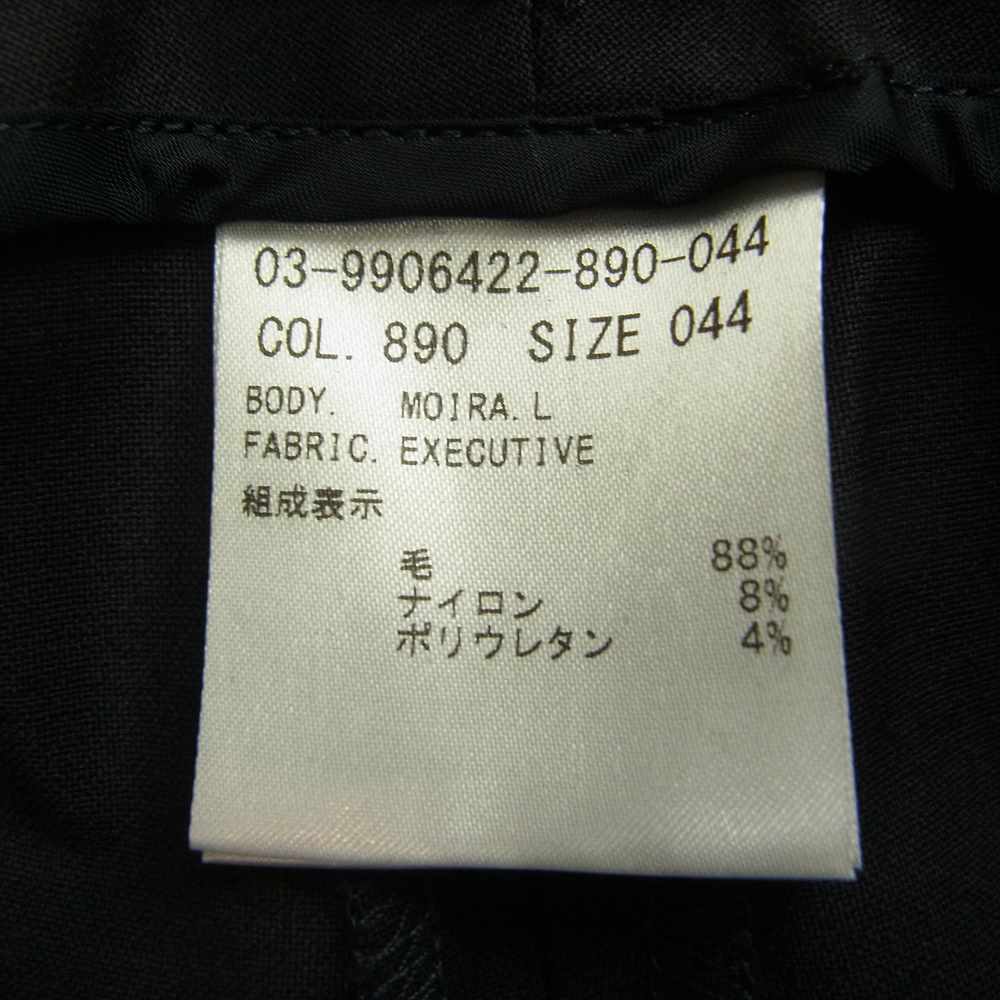 03-9906422-890-044
COL. 890 SIZE 044
BODY. MOIRA.L
FABRIC. EXECUTIVE
組成表示
毛 88%
ナイロン 8%
ポリウレタン 4%